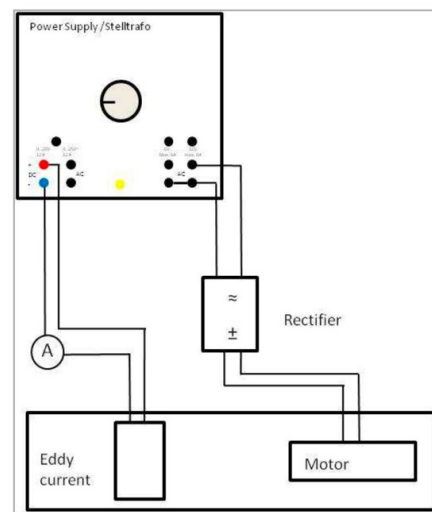 Power Supply /Stelltrafo
+
DC
-
AC
AC
≈
±
Rectifier
A
Eddy
current
Motor